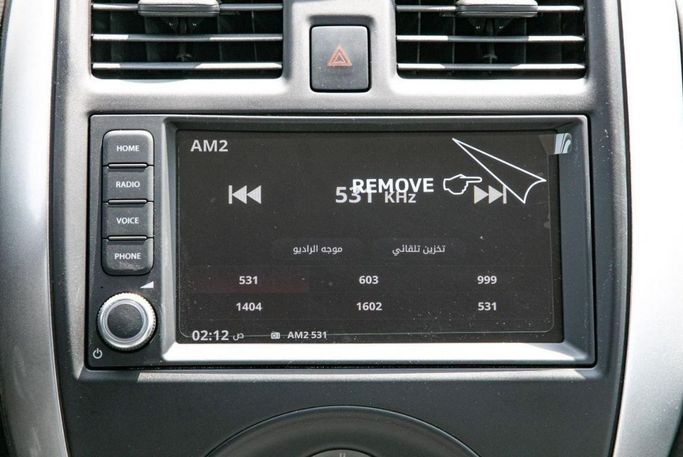 HOME
RADIO
VOICE
PHONE
AM2
531 KHz
REMOVE
موجه الراديو
تخزين تلقائي
531 603 999
1404 1602 531
02:12 ص AM2 531